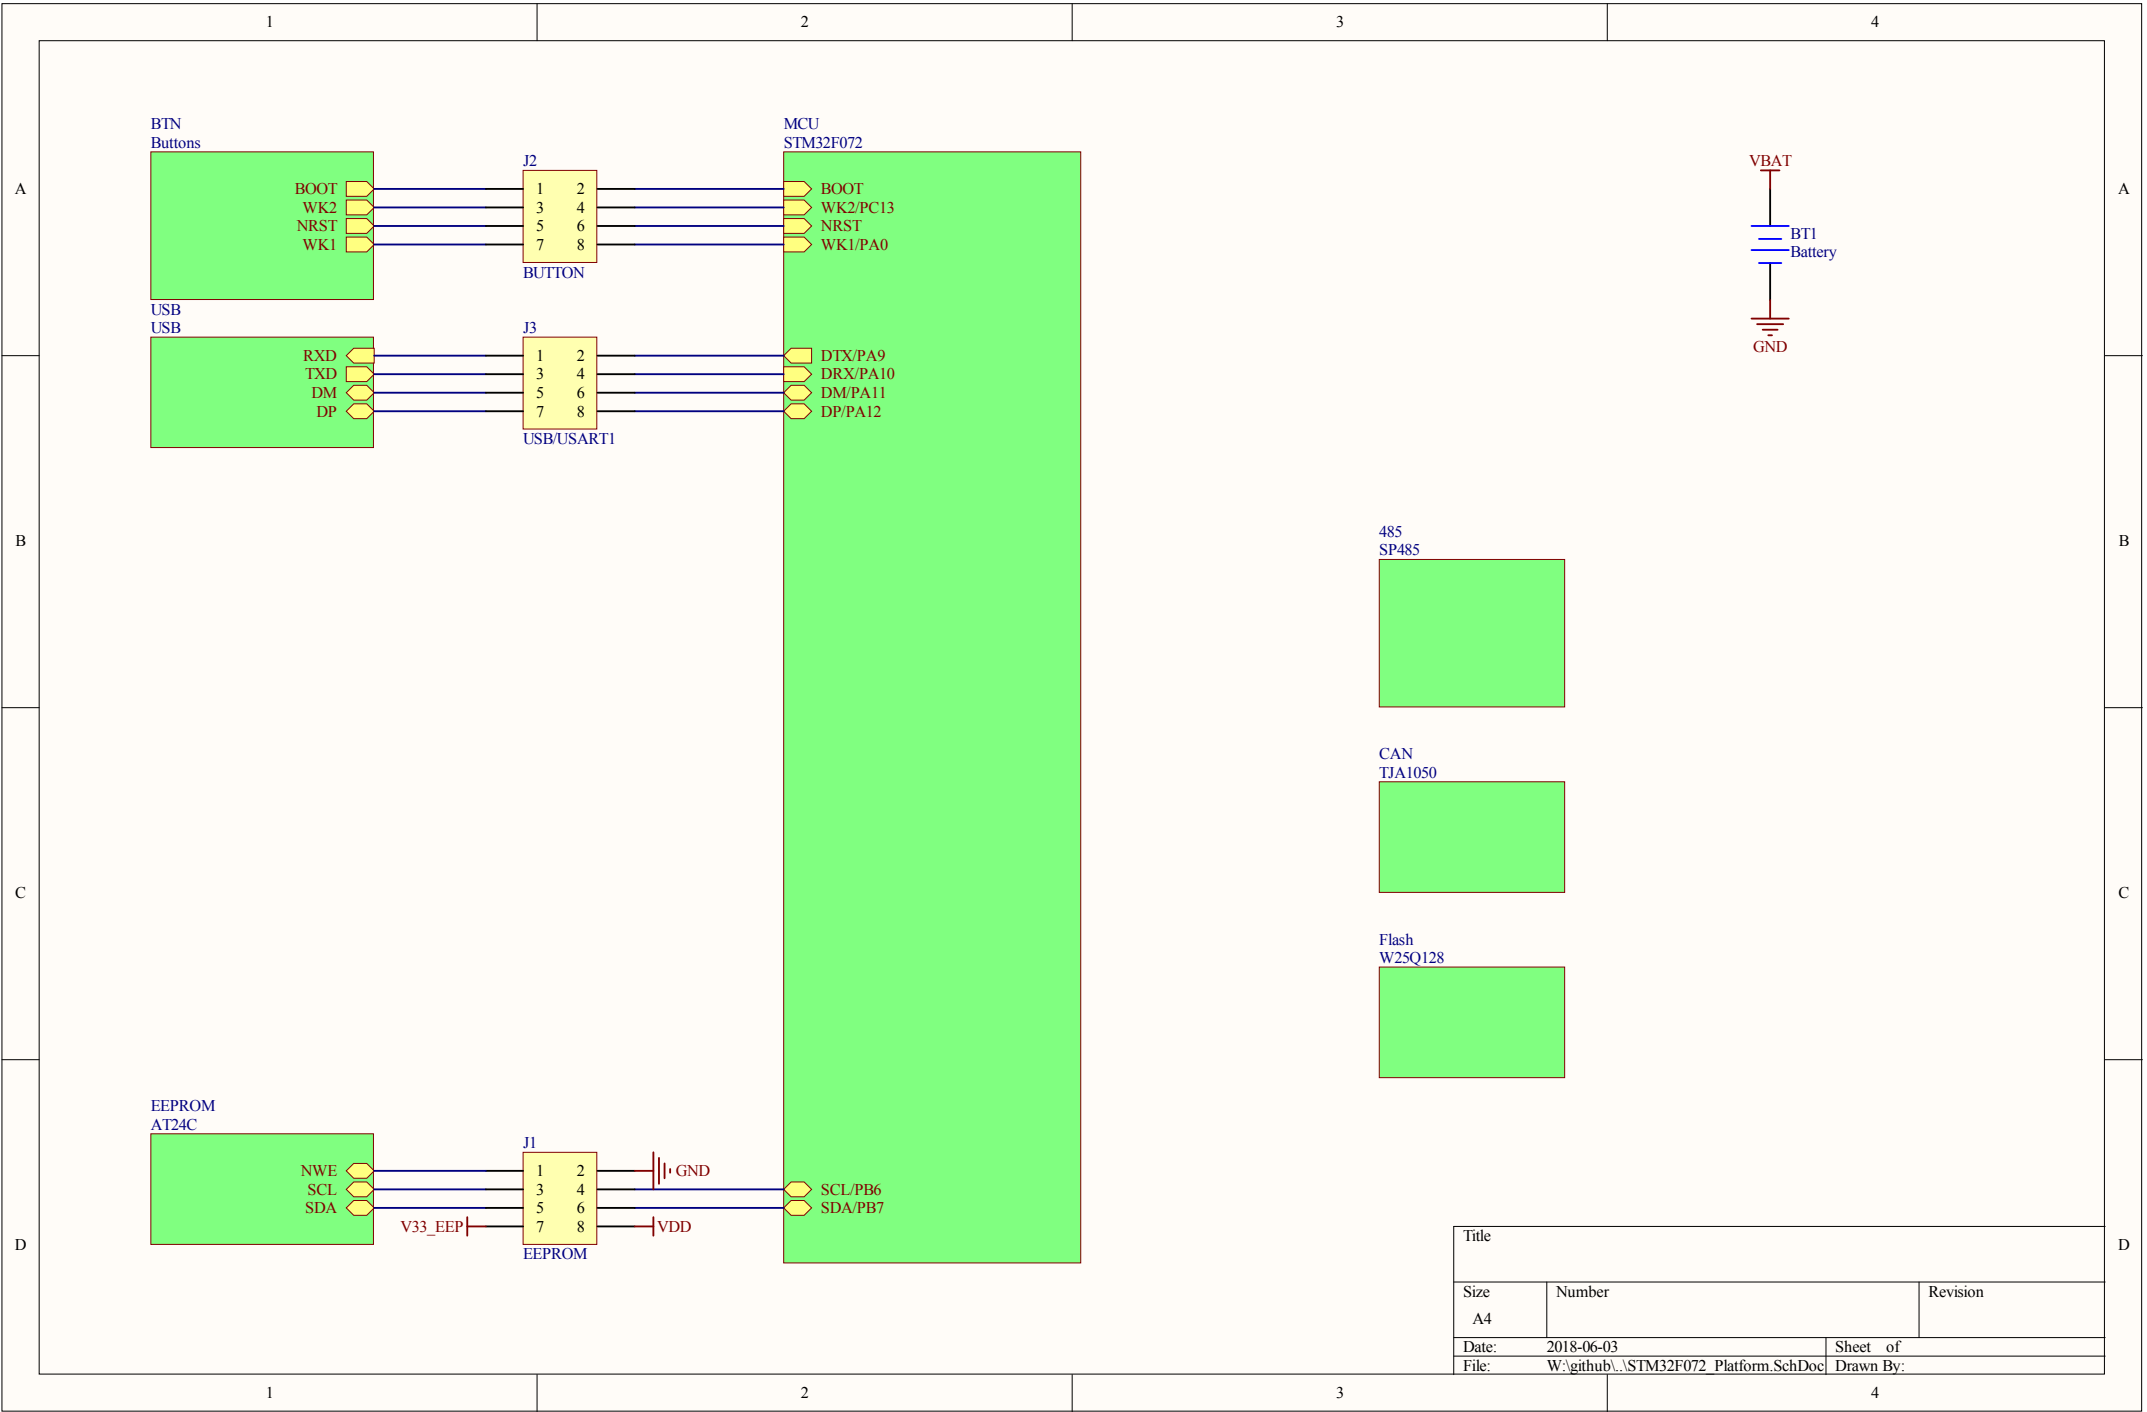 1 2 3 4
A A
BTN
Buttons
BOOT
WK2
NRST
WK1
J2
1 2
3 4
5 6
7 8
BUTTON
MCU
STM32F072
BOOT
WK2/PC13
NRST
WK1/PA0
VBAT
BT1
Battery
GND
USB
USB
RXD
TXD
DM
DP
J3
1 2
3 4
5 6
7 8
USB/USART1
DTX/PA9
DRX/PA10
DM/PA11
DP/PA12
B B
485
SP485
CAN
TJA1050
C C
Flash
W25Q128
EEPROM
AT24C
NWE
SCL
SDA
V33_EEP
J1
1 2
3 4
5 6
7 8
EEPROM
GND
VDD
SCL/PB6
SDA/PB7
D D
Title
Size Number Revision
A4
Date: 2018-06-03 Sheet of
File: W:\github\..\STM32F072_Platform.SchDoc Drawn By:
1 2 3 4